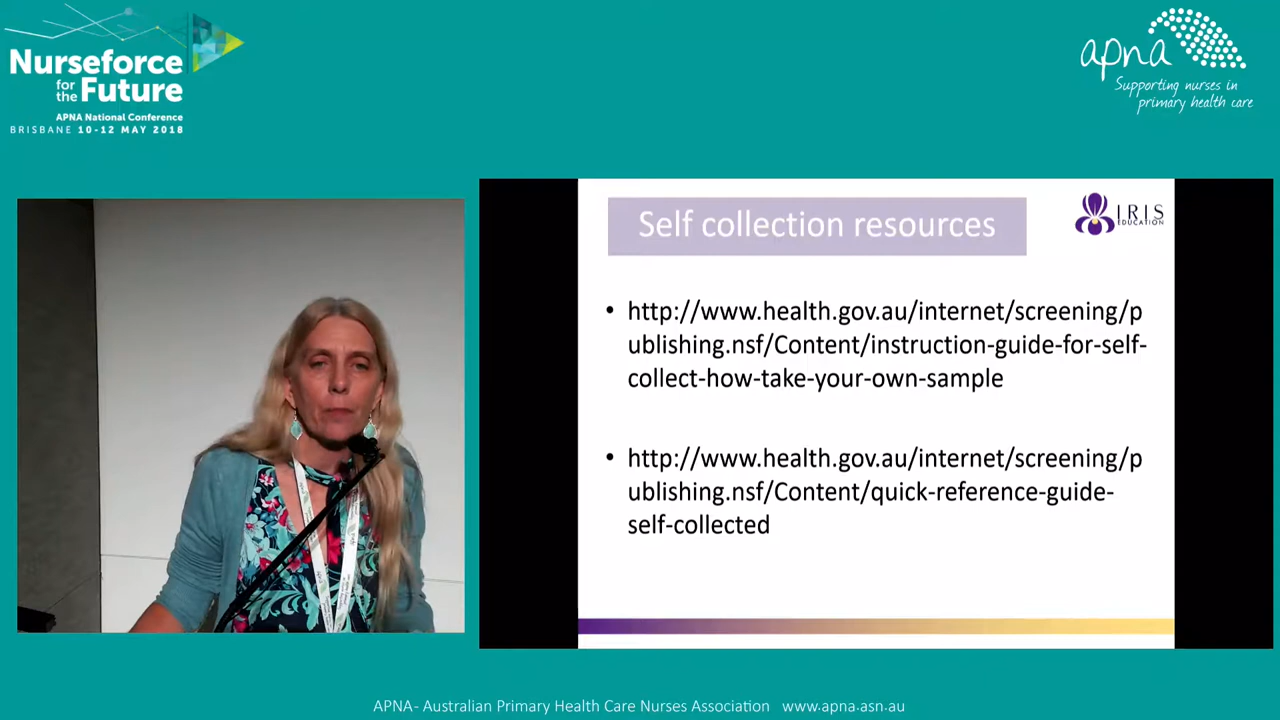 Nurseforce
for the Future
APNA National Conference
BRISBANE 10-12 MAY 2018
apna
Supporting nurses in
primary health care
Self collection resources
IRIS
EDUCATION
• http://www.health.gov.au/internet/screening/p
ublishing.nsf/Content/instruction-guide-for-self-
collect-how-take-your-own-sample
• http://www.health.gov.au/internet/screening/p
ublishing.nsf/Content/quick-reference-guide-
self-collected
APNA- Australian Primary Health Care Nurses Association www.apna.asn.au